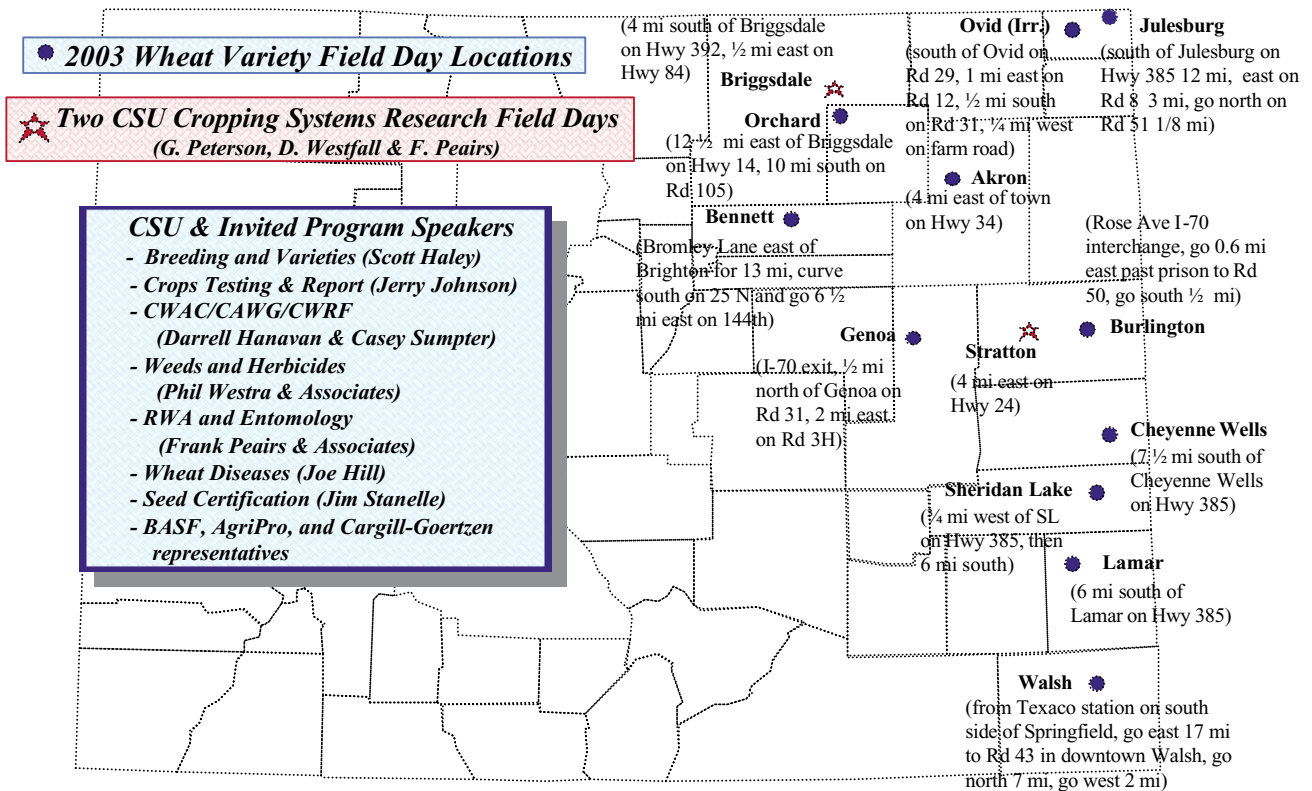 2003 Wheat Variety Field Day Locations
Two CSU Cropping Systems Research Field Days
(G. Peterson, D. Westfall & F. Peairs)
CSU & Invited Program Speakers
- Breeding and Varieties (Scott Haley)
- Crops Testing & Report (Jerry Johnson)
- CWAC/CAWG/CWRF
(Darrell Hanavan & Casey Sumpter)
- Weeds and Herbicides
(Phil Westra & Associates)
- RWA and Entomology
(Frank Peairs & Associates)
- Wheat Diseases (Joe Hill)
- Seed Certification (Jim Stanelle)
- BASF, AgriPro, and Cargill-Goertzen
representatives
(4 mi south of Briggsdale
on Hwy 392, ½ mi east on
Hwy 84)
Briggsdale
Orchard
(12 ½ mi east of Briggsdale
on Hwy 14, 10 mi south on
Rd 105)
Ovid (Irr.)
(south of Ovid on
Rd 29, 1 mi east on
Rd 12, ½ mi south
on Rd 31, ¼ mi west
on farm road)
Julesburg
(south of Julesburg on
Hwy 385 12 mi, east on
Rd 8 3 mi, go north on
Rd 51 1/8 mi)
Akron
(4 mi east of town
on Hwy 34)
Bennett
(Bromley Lane east of
Brighton for 13 mi, curve
south on 25 N and go 6 ½
mi east on 144th)
(Rose Ave I-70
interchange, go 0.6 mi
east past prison to Rd
50, go south ½ mi)
Burlington
Genoa
(I-70 exit, ½ mi
north of Genoa on
Rd 31, 2 mi east
on Rd 3H)
Stratton
(4 mi east on
Hwy 24)
Cheyenne Wells
(7 ½ mi south of
Cheyenne Wells
on Hwy 385)
Sheridan Lake
(¾ mi west of SL
on Hwy 385, then
6 mi south)
Lamar
(6 mi south of
Lamar on Hwy 385)
Walsh
(from Texaco station on south
side of Springfield, go east 17 mi
to Rd 43 in downtown Walsh, go
north 7 mi, go west 2 mi)